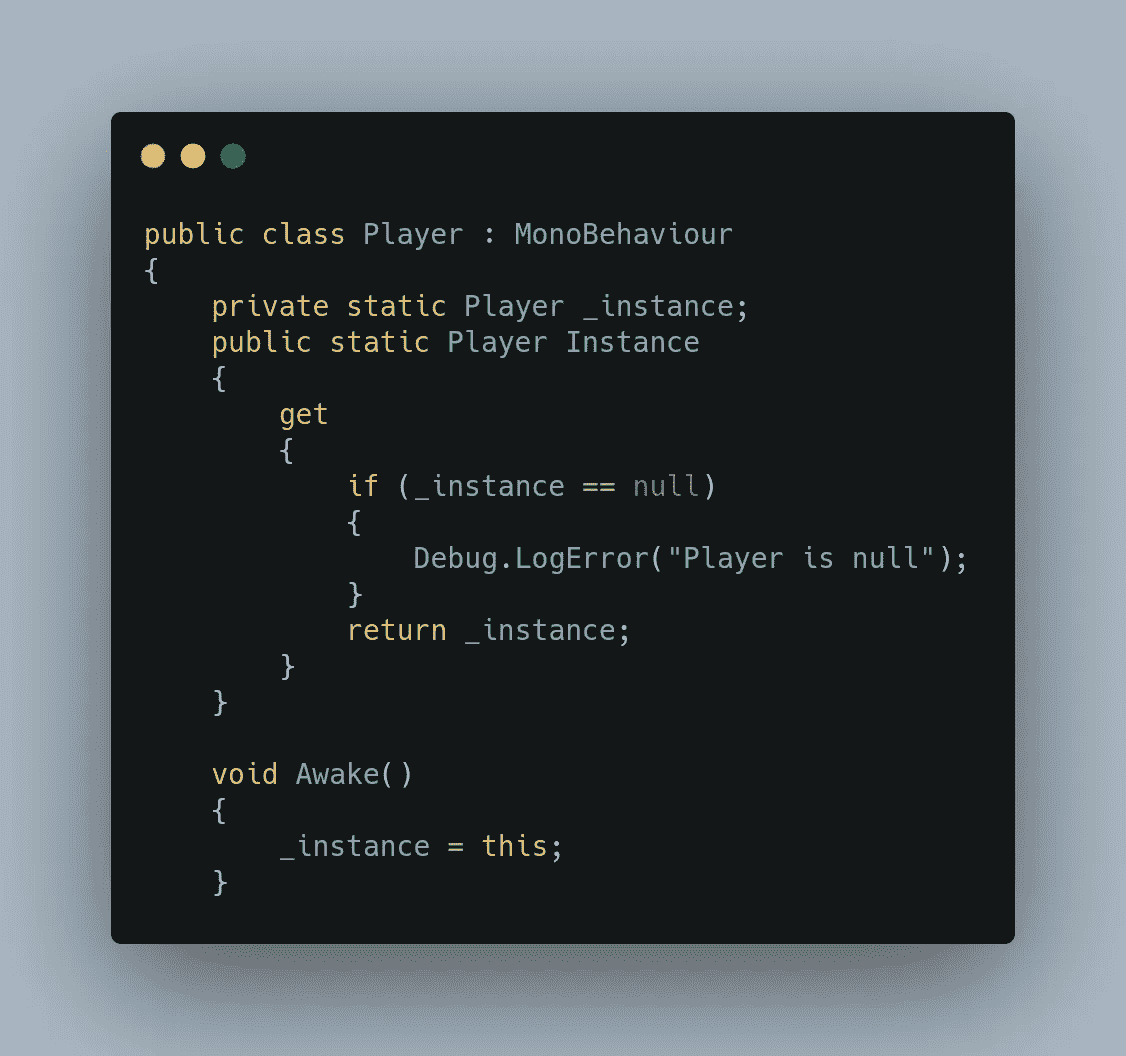 public class Player : MonoBehaviour
{
    private static Player _instance;
    public static Player Instance
    {
        get
        {
            if (_instance == null)
            {
                Debug.LogError("Player is null");
            }
            return _instance;
        }
    }

    void Awake()
    {
        _instance = this;
    }